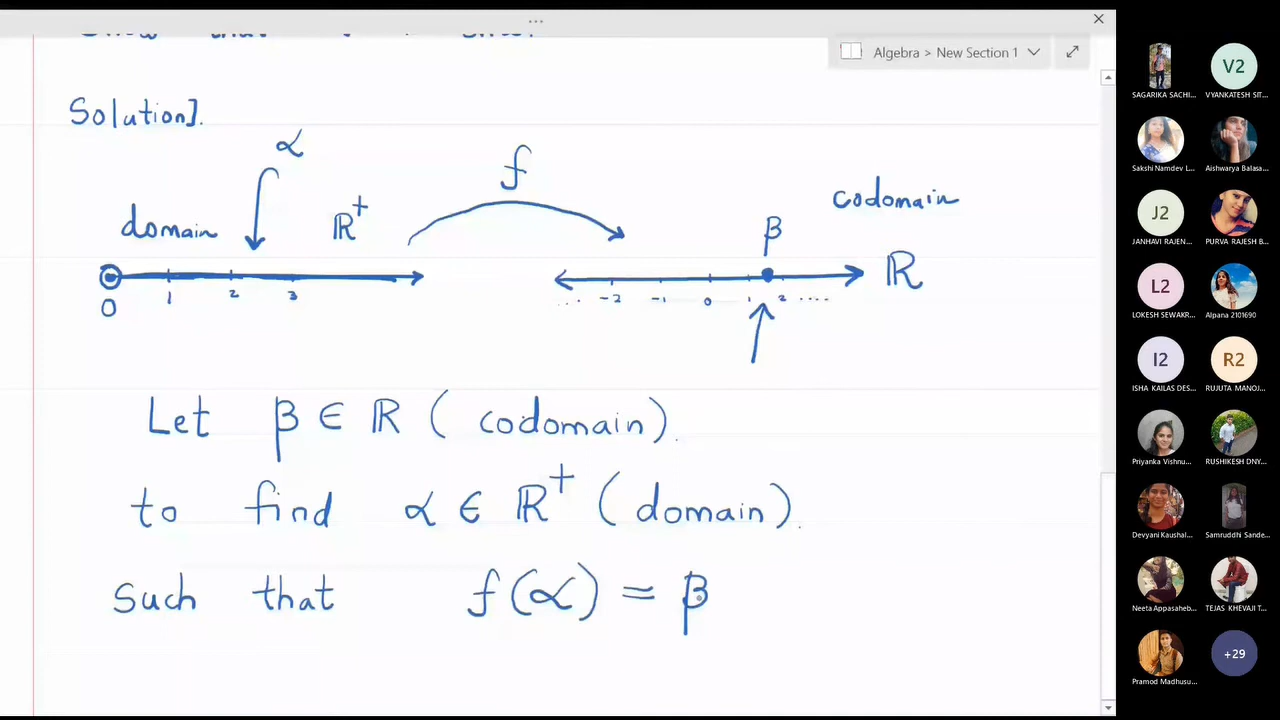 Algebra > New Section 1
Solution].
α
f
domain
R⁺
codomain
β
R
0 1 2 3
... -2 -1 0 1 2 ....
Let β ∈ R (codomain).
to find α ∈ R⁺ (domain).
Such that f(α) = β
SAGARIKA SACHI...
V2
VYANKATESH SIT...
Sakshi Namdev L...
Aishwarya Balasa...
J2
JANHAVI RAJEN...
PURVA RAJESH B...
L2
LOKESH SEWAKR...
Alpana 2101690
I2
ISHA KAILAS DES...
R2
RUJUTA MANOJ...
Priyanka Vishnu...
RUSHIKESH DNY...
Devyani Kaushal...
Samruddhi Sande...
Neeta Appasaheb...
TEJAS KHEVAJI T...
Pramod Madhusu...
+29